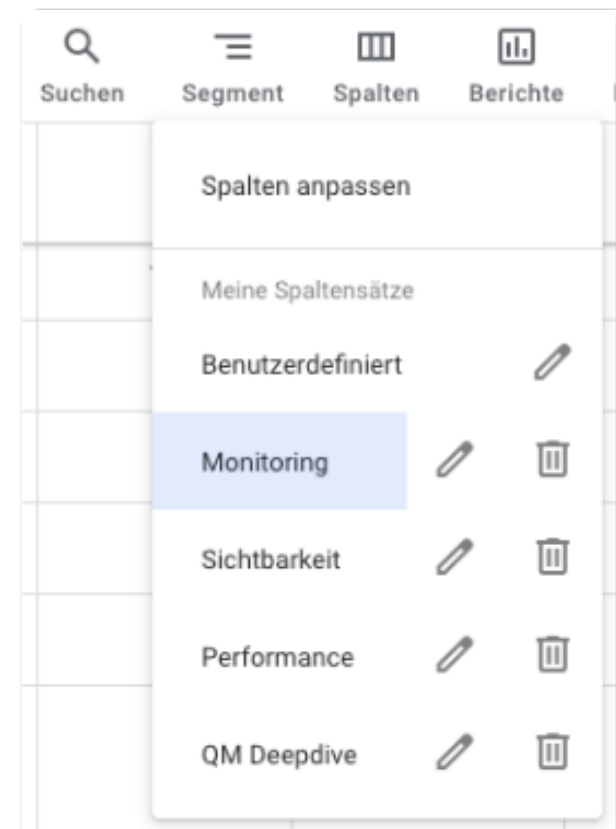 Suchen Segment Spalten Berichte
Spalten anpassen
Meine Spaltensätze
Benutzerdefiniert
Monitoring
Sichtbarkeit
Performance
QM Deepdive